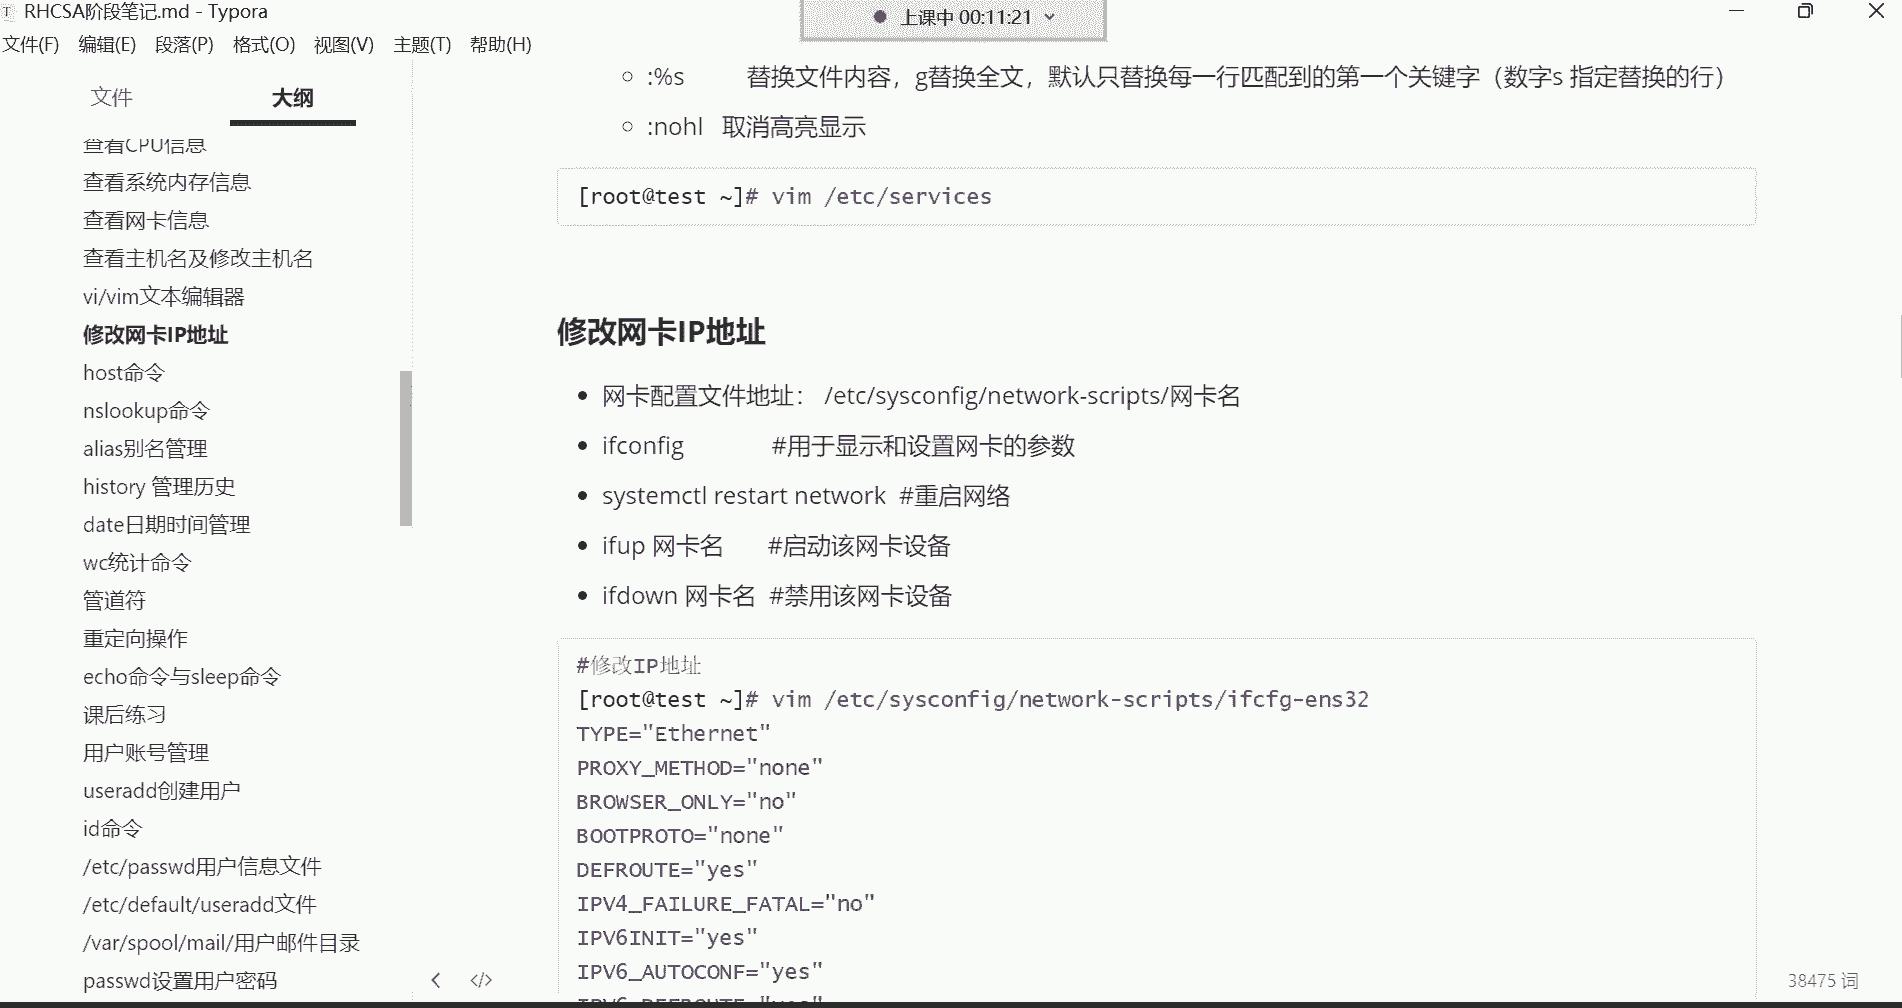 RHCSA阶段笔记.md - Typora
上课中 00:11:21
文件(F) 编辑(E) 段落(P) 格式(O) 视图(V) 主题(T) 帮助(H)
文件 大纲
查看CPU信息
查看系统内存信息
查看网卡信息
查看主机名及修改主机名
vi/vim文本编辑器
修改网卡IP地址
host命令
nslookup命令
alias别名管理
history 管理历史
date日期时间管理
wc统计命令
管道符
重定向操作
echo命令与sleep命令
课后练习
用户账号管理
useradd创建用户
id命令
/etc/passwd用户信息文件
/etc/default/useradd文件
/var/spool/mail/用户邮件目录
passwd设置用户密码
:%s 替换文件内容，g替换全文，默认只替换每一行匹配到的第一个关键字（数字s 指定替换的行）
:nohl 取消高亮显示
[root@test ~]# vim /etc/services
修改网卡IP地址
网卡配置文件地址： /etc/sysconfig/network-scripts/网卡名
ifconfig #用于显示和设置网卡的参数
systemctl restart network #重启网络
ifup 网卡名 #启动该网卡设备
ifdown 网卡名 #禁用该网卡设备
#修改IP地址
[root@test ~]# vim /etc/sysconfig/network-scripts/ifcfg-ens32
TYPE="Ethernet"
PROXY_METHOD="none"
BROWSER_ONLY="no"
BOOTPROTO="none"
DEFROUTE="yes"
IPV4_FAILURE_FATAL="no"
IPV6INIT="yes"
IPV6_AUTOCONF="yes"
38475 词